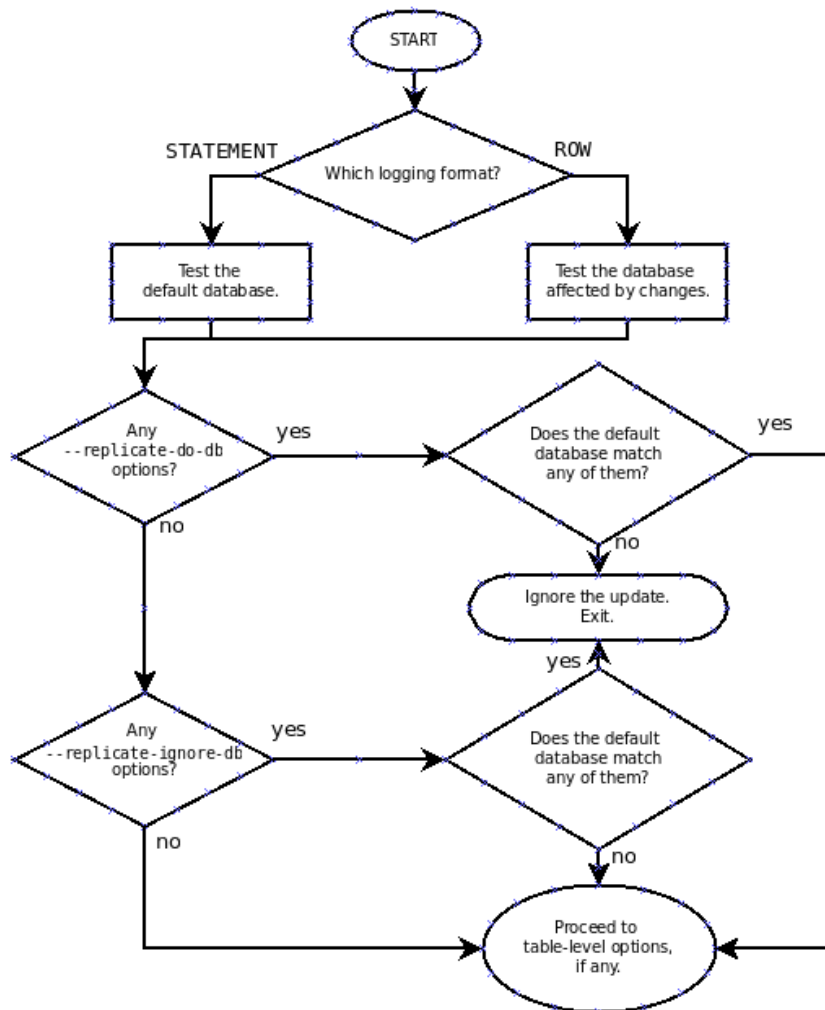 START
STATEMENT
ROW
Which logging format?
Test the
default database.
Test the database
affected by changes.
Any
--replicate-do-db
options?
yes
Does the default
database match
any of them?
yes
no
no
Ignore the update.
Exit.
yes
Any
--replicate-ignore-db
options?
yes
Does the default
database match
any of them?
no
no
Proceed to
table-level options,
if any.